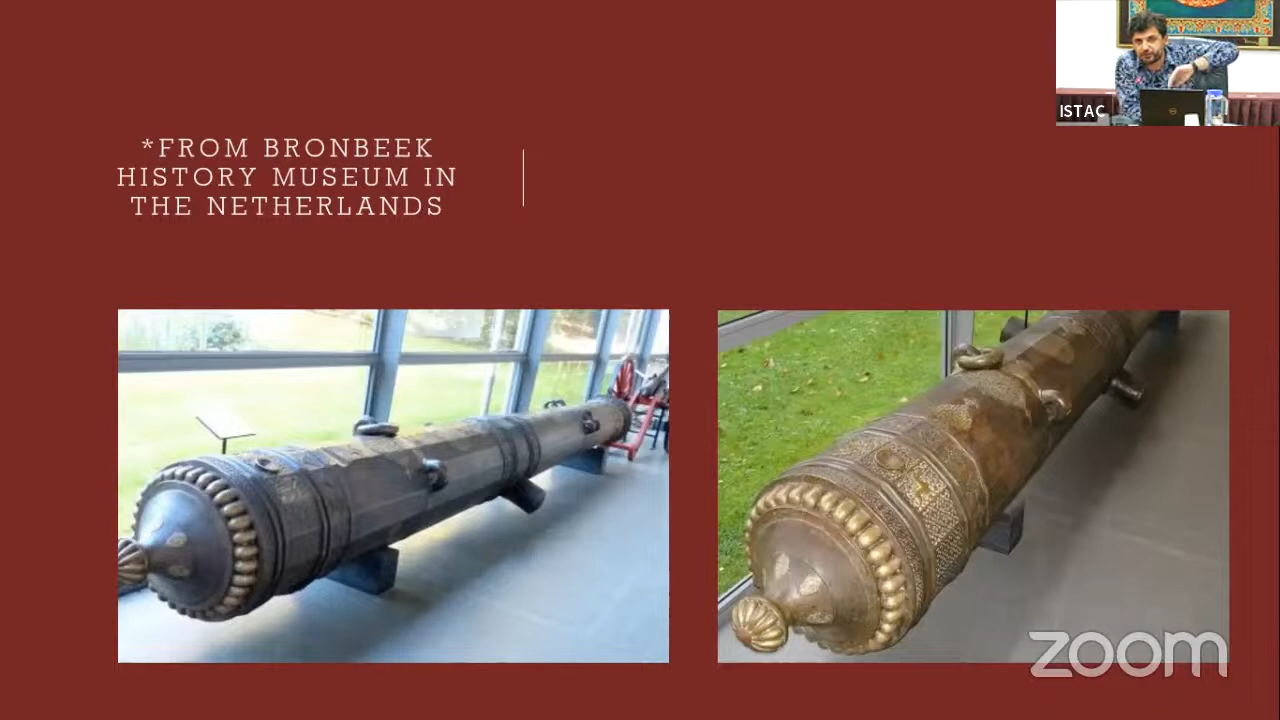 ISTAC
*FROM BRONBEEK
HISTORY MUSEUM IN
THE NETHERLANDS
zoom